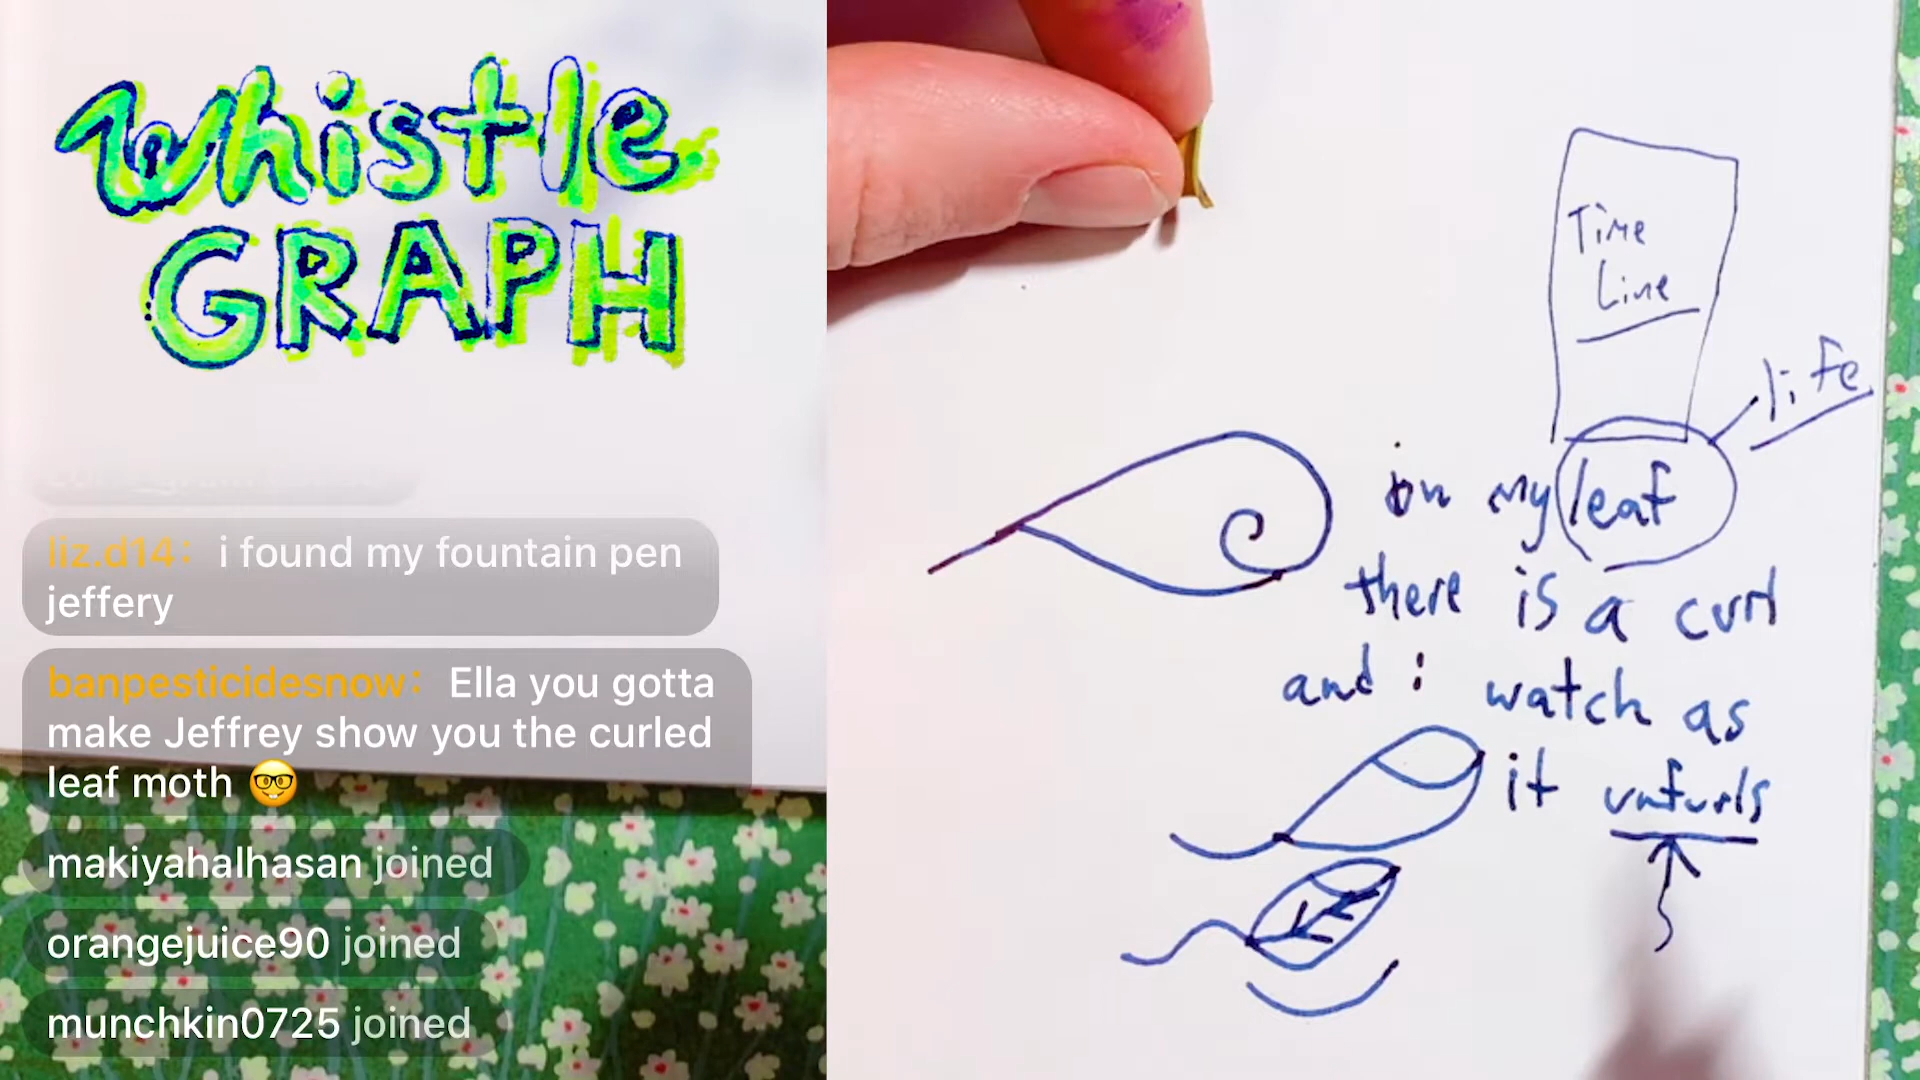 Whistle
GRAPH
liz.d14: i found my fountain pen
jeffery
banpesticidesnow: Ella you gotta
make Jeffrey show you the curled
leaf moth 🤓
makiyahalhasan joined
orangejuice90 joined
munchkin0725 joined
Time
Line
life
in my leaf
there is a curl
and i watch as
it unfurls